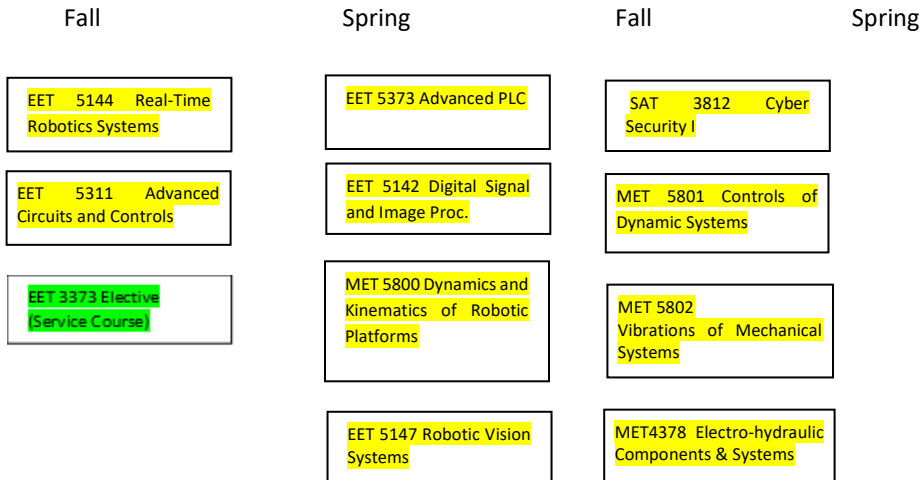 Fall Spring Fall Spring
EET 5144 Real-Time
Robotics Systems
EET 5311 Advanced
Circuits and Controls
EET 3373 Elective
(Service Course)
EET 5373 Advanced PLC
EET 5142 Digital Signal
and Image Proc.
MET 5800 Dynamics and
Kinematics of Robotic
Platforms
EET 5147 Robotic Vision
Systems
SAT 3812 Cyber
Security I
MET 5801 Controls of
Dynamic Systems
MET 5802
Vibrations of Mechanical
Systems
MET4378 Electro-hydraulic
Components & Systems